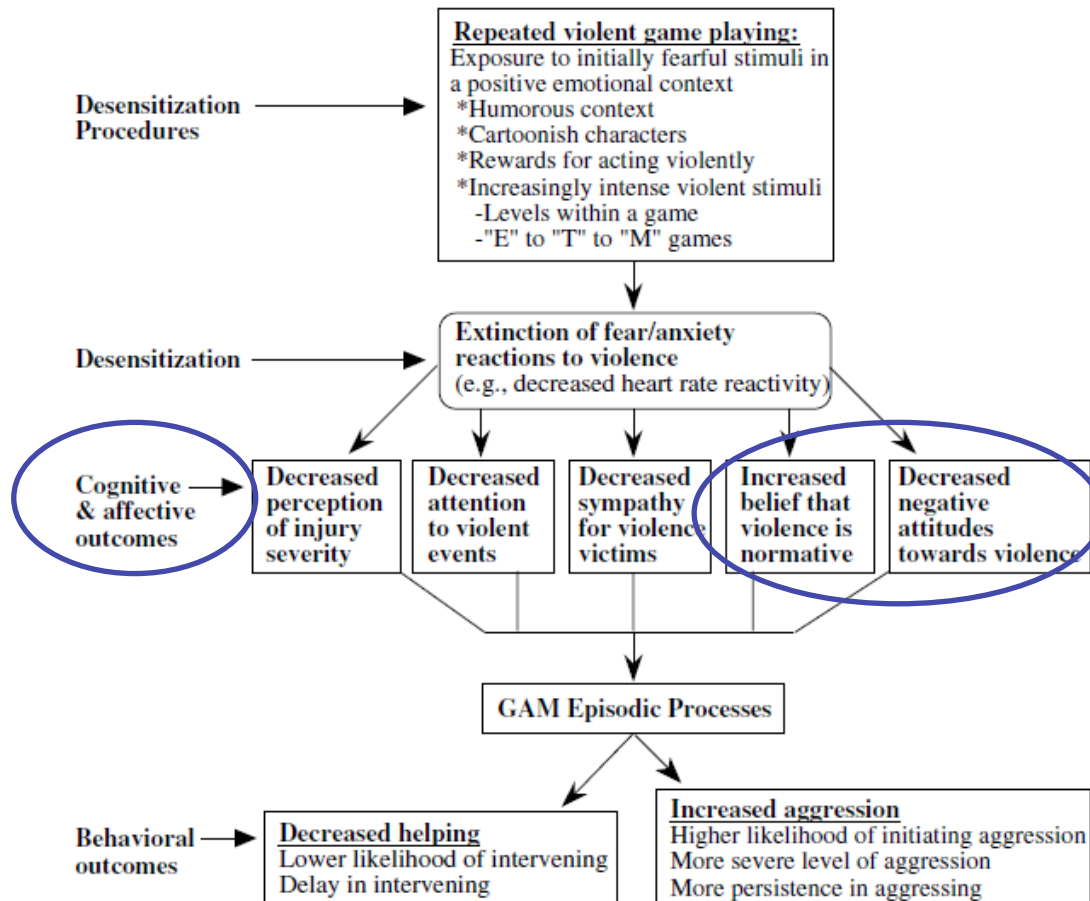 Repeated violent game playing:
Exposure to initially fearful stimuli in
a positive emotional context
*Humorous context
*Cartoonish characters
*Rewards for acting violently
*Increasingly intense violent stimuli
-Levels within a game
-"E" to "T" to "M" games
Desensitization
Procedures
Extinction of fear/anxiety
reactions to violence
(e.g., decreased heart rate reactivity)
Desensitization
Cognitive
& affective
outcomes
Decreased
perception
of injury
severity
Decreased
attention
to violent
events
Decreased
sympathy
for violence
victims
Increased
belief that
violence is
normative
Decreased
negative
attitudes
towards violence
GAM Episodic Processes
Behavioral
outcomes
Decreased helping
Lower likelihood of intervening
Delay in intervening
Increased aggression
Higher likelihood of initiating aggression
More severe level of aggression
More persistence in aggressing